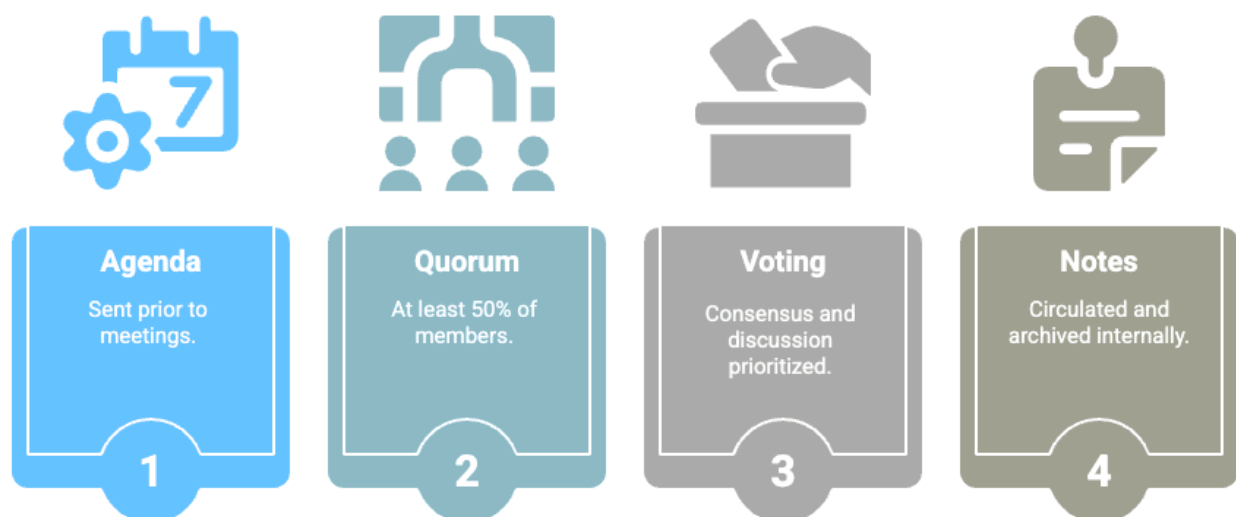 7
Agenda
Sent prior to
meetings.
1
Quorum
At least 50% of
members.
2
Voting
Consensus and
discussion
prioritized.
3
Notes
Circulated and
archived internally.
4